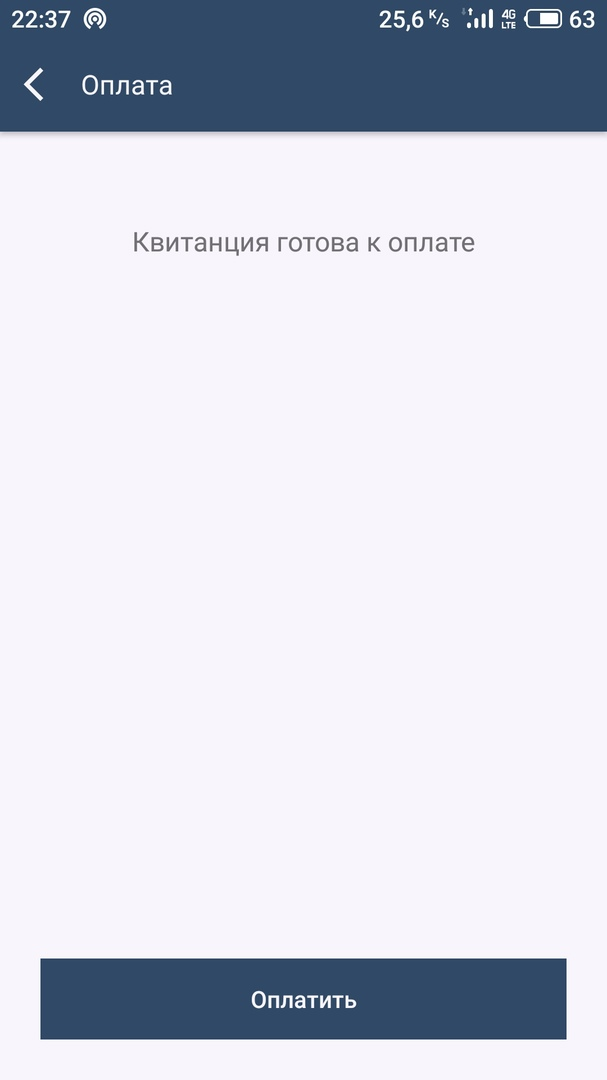 22:37 25,6 K/s 4G LTE 63
Оплата
Квитанция готова к оплате
Оплатить